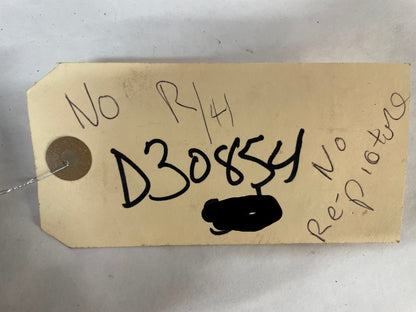 NO R/H
D30854
NO
RE-Picture